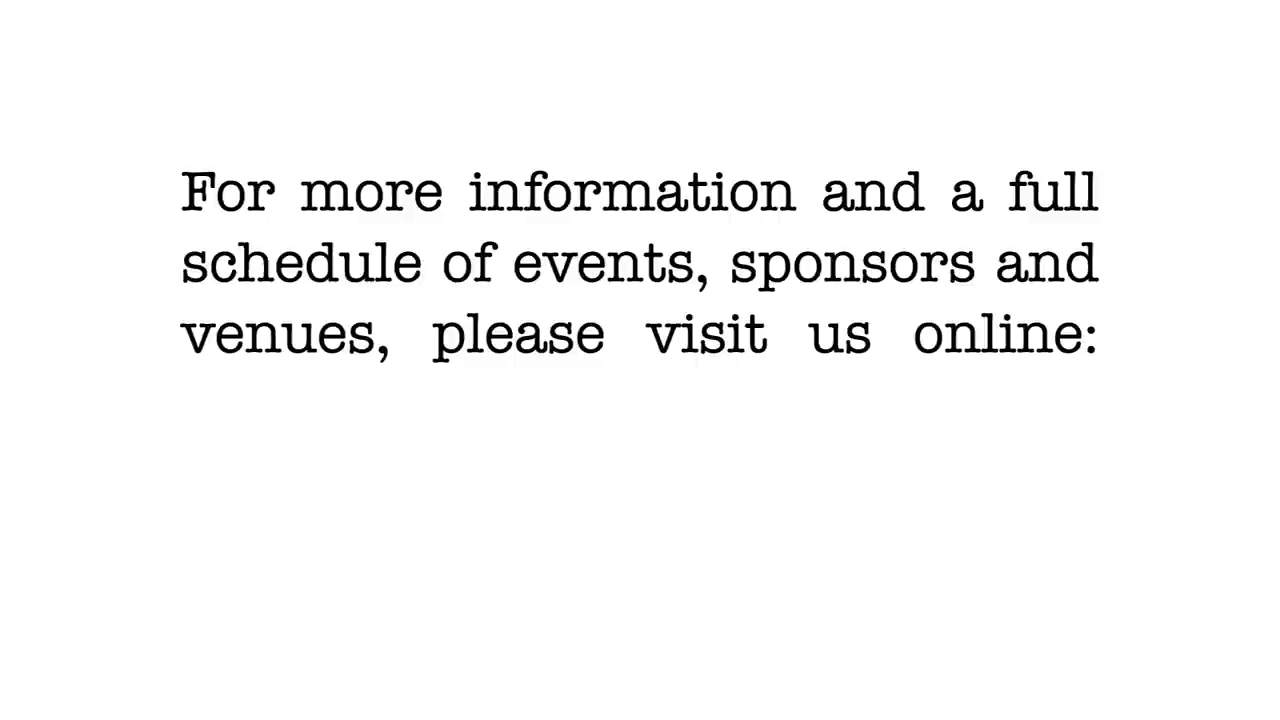 For more information and a full
schedule of events, sponsors and
venues, please visit us online: